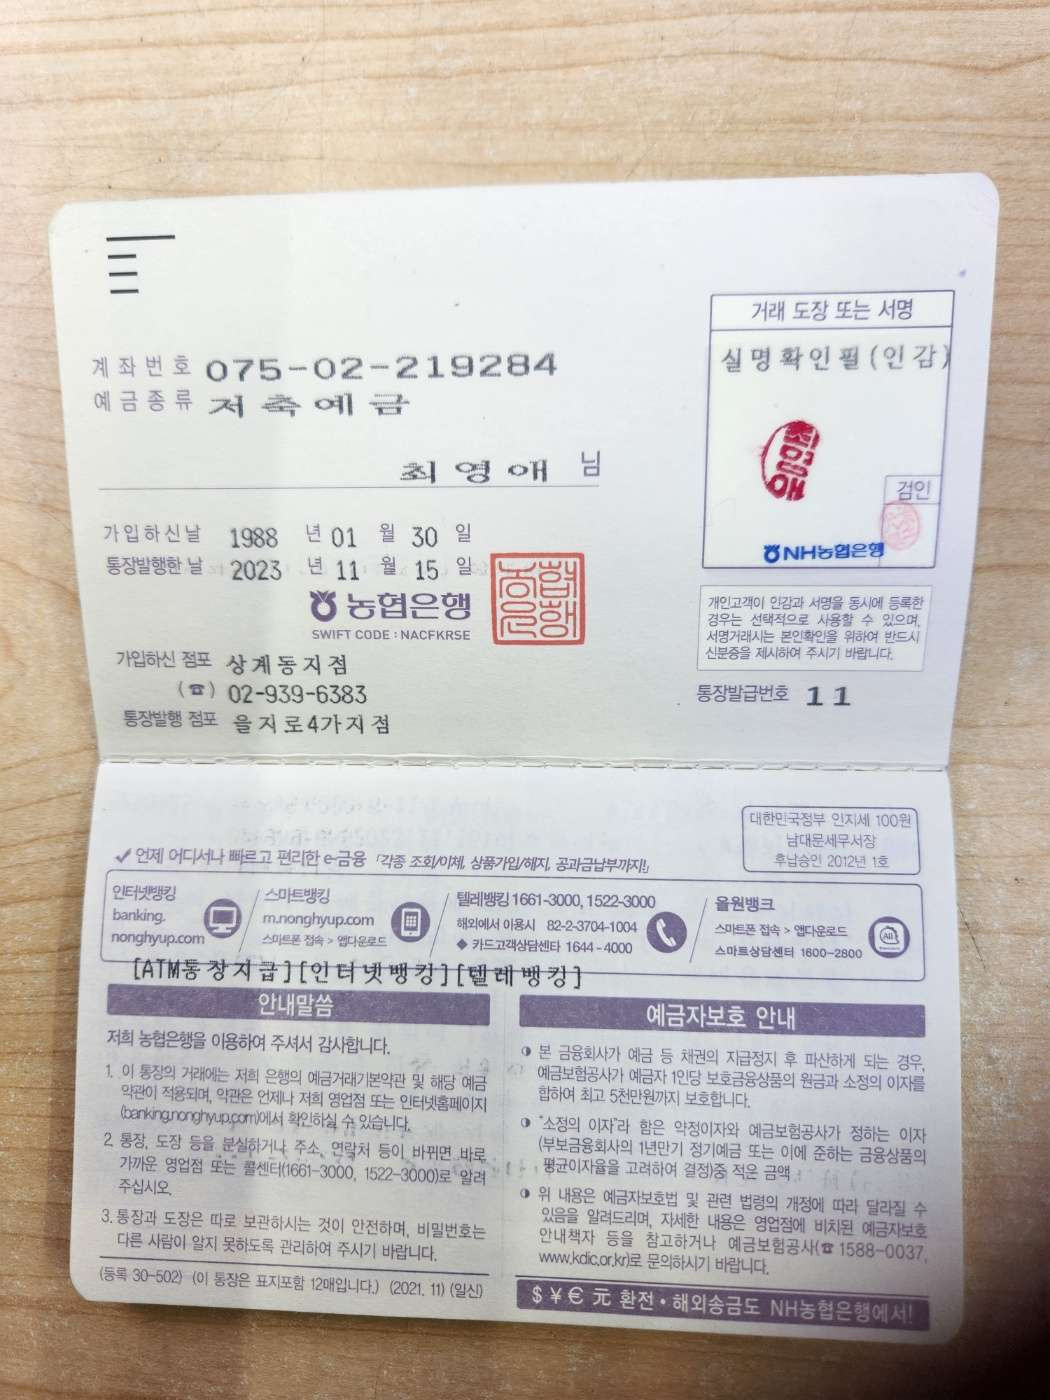 계좌번호 075-02-219284
예금종류 저축예금
최영애 님
가입하신날 1988 년 01 월 30 일
통장발행한 날 2023 년 11 월 15 일
농협은행
SWIFT CODE : NACFKRSE
가입하신 점포 상계동지점
(☎) 02-939-6383
통장발행 점포 을지로4가지점
거래 도장 또는 서명
실명확인필(인감)
최영애
검인
NH농협은행
개인고객이 인감과 서명을 동시에 등록한
경우는 선택적으로 사용할 수 있으며,
서명거래시는 본인확인을 위하여 반드시
신분증을 제시하여 주시기 바랍니다.
통장발급번호 11
대한민국정부 인지세 100원
남대문세무서장
후납승인 2012년 1호
✓ 언제 어디서나 빠르고 편리한 e-금융 「각종 조회/이체, 상품가입/해지, 공과금납부까지!」
인터넷뱅킹
banking.
nonghyup.com
스마트뱅킹
m.nonghyup.com
스마트폰 접속 > 앱다운로드
텔레뱅킹 1661-3000, 1522-3000
해외에서 이용시 82-2-3704-1004
◆ 카드고객상담센타 1644-4000
올원뱅크
스마트폰 접속 > 앱다운로드
스마트상담센터 1600-2800
[ATM통장지급][인터넷뱅킹][텔레뱅킹]
안내말씀
저희 농협은행을 이용하여 주셔서 감사합니다.
1. 이 통장의 거래에는 저희 은행의 예금거래기본약관 및 해당 예금
약관이 적용되며, 약관은 언제나 저희 영업점 또는 인터넷홈페이지
(banking.nonghyup.com)에서 확인하실 수 있습니다.
2. 통장, 도장 등을 분실하거나 주소, 연락처 등이 바뀌면 바로
가까운 영업점 또는 콜센터(1661-3000, 1522-3000)로 알려
주십시오.
3. 통장과 도장은 따로 보관하시는 것이 안전하며, 비밀번호는
다른 사람이 알지 못하도록 관리하여 주시기 바랍니다.
(등록 30-502) (이 통장은 표지포함 12매입니다.) (2021. 11) (일신)
예금자보호 안내
본 금융회사가 예금 등 채권의 지급정지 후 파산하게 되는 경우,
예금보험공사가 예금자 1인당 보호금융상품의 원금과 소정의 이자를
합하여 최고 5천만원까지 보호합니다.
"소정의 이자"라 함은 약정이자와 예금보험공사가 정하는 이자
(부보금융회사의 1년만기 정기예금 또는 이에 준하는 금융상품의
평균이자율을 고려하여 결정)중 적은 금액
위 내용은 예금자보호법 및 관련 법령의 개정에 따라 달라질 수
있음을 알려드리며, 자세한 내용은 영업점에 비치된 예금자보호
안내책자 등을 참고하거나 예금보험공사(☎1588-0037,
www.kdic.or.kr)로 문의하시기 바랍니다.
$ ¥ € 元 환전 · 해외송금도 NH농협은행에서!